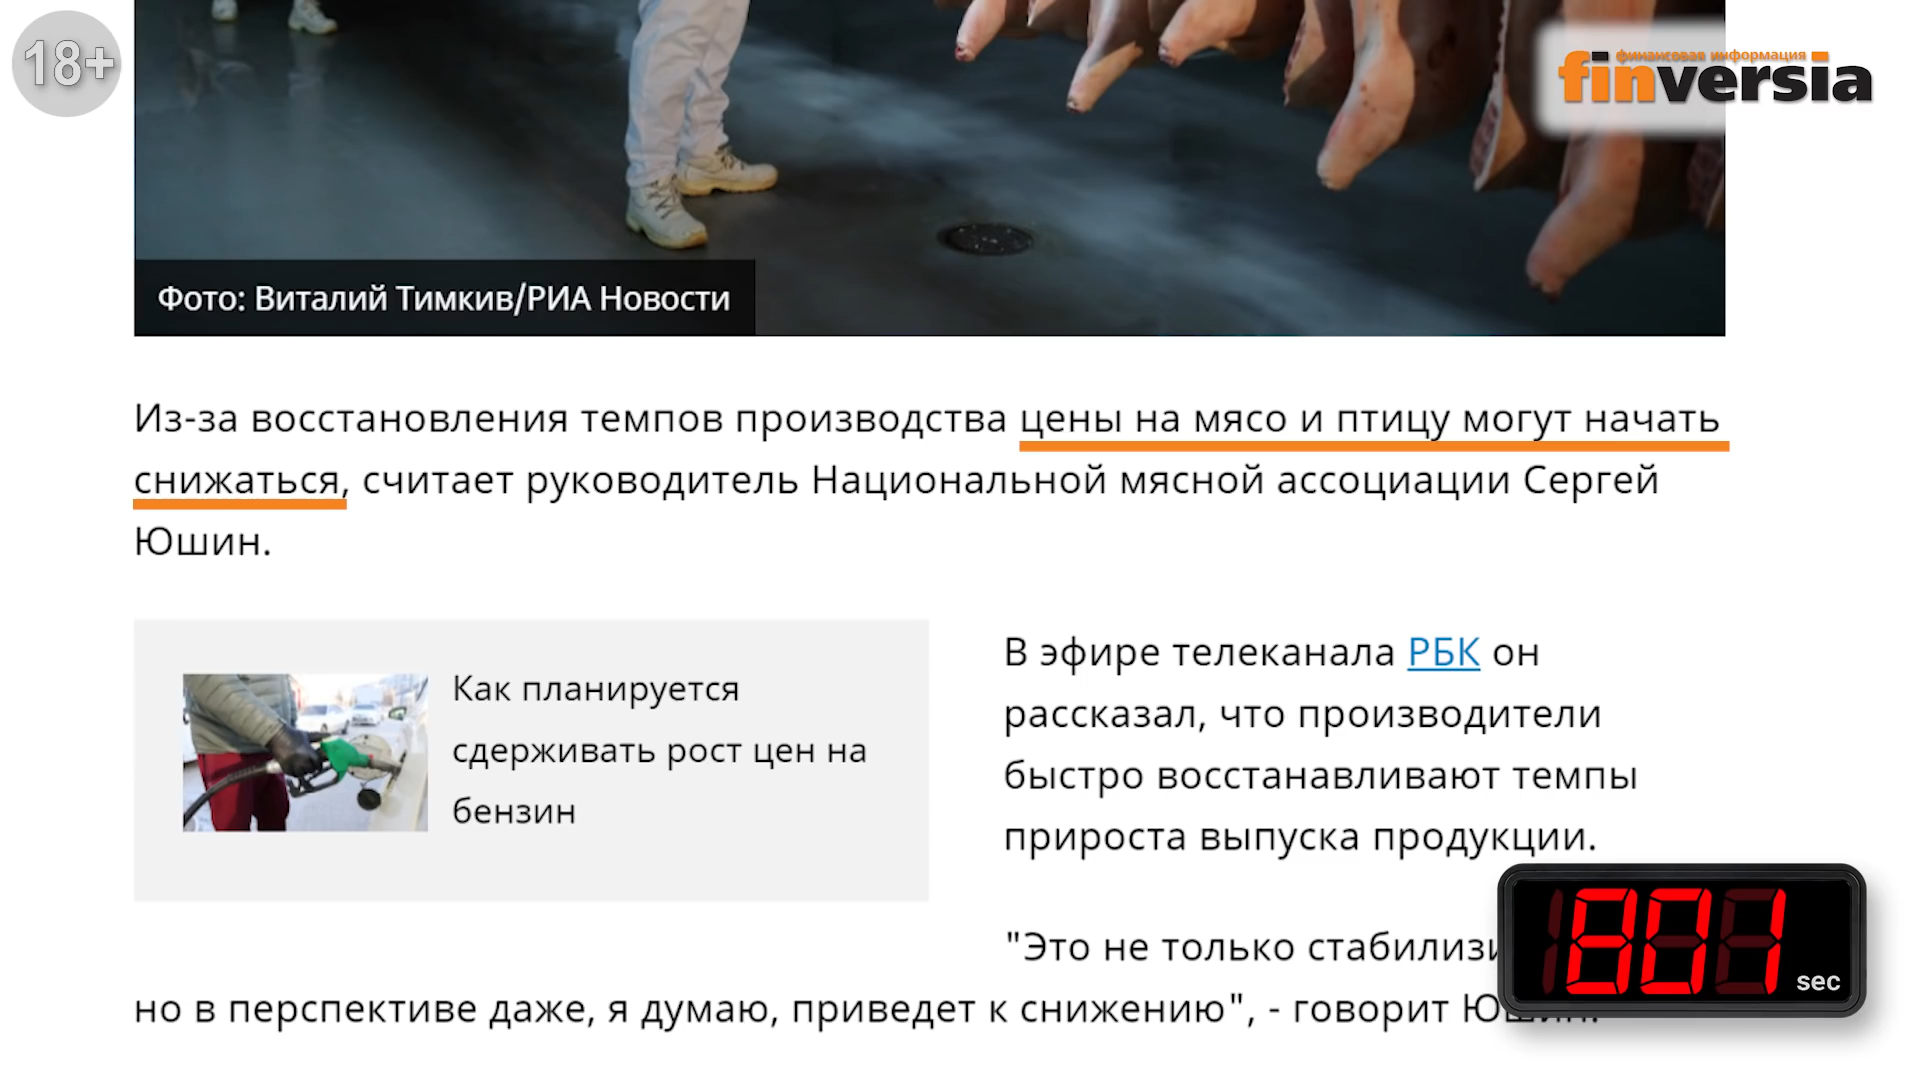 18+
финансовая информация
finversia
Фото: Виталий Тимкив/РИА Новости
Из-за восстановления темпов производства цены на мясо и птицу могут начать
снижаться, считает руководитель Национальной мясной ассоциации Сергей
Юшин.
Как планируется
сдерживать рост цен на
бензин
В эфире телеканала РБК он
рассказал, что производители
быстро восстанавливают темпы
прироста выпуска продукции.
"Это не только
но в перспективе даже, я думаю, приведет к снижению", - говорит Юшин.
801
sec